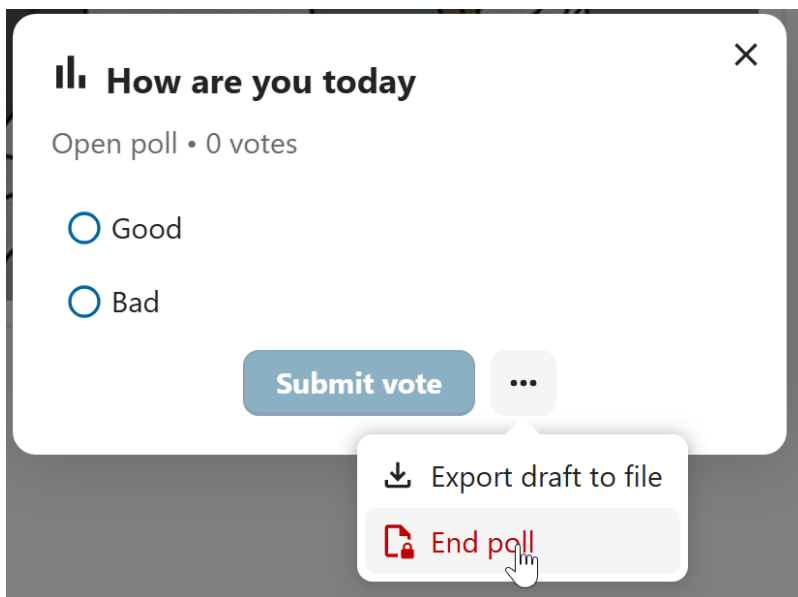 How are you today
Open poll • 0 votes
Good
Bad
Submit vote
Export draft to file
End poll